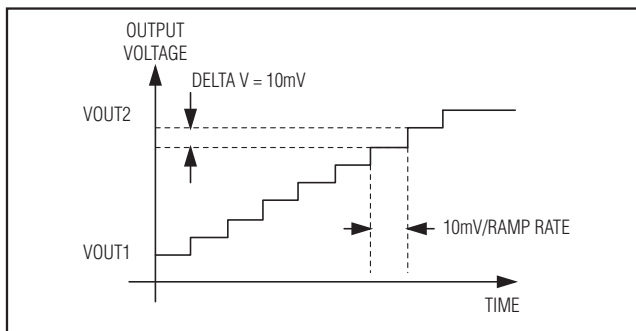 OUTPUT
VOLTAGE
DELTA V = 10mV
VOUT2
VOUT1
10mV/RAMP RATE
TIME